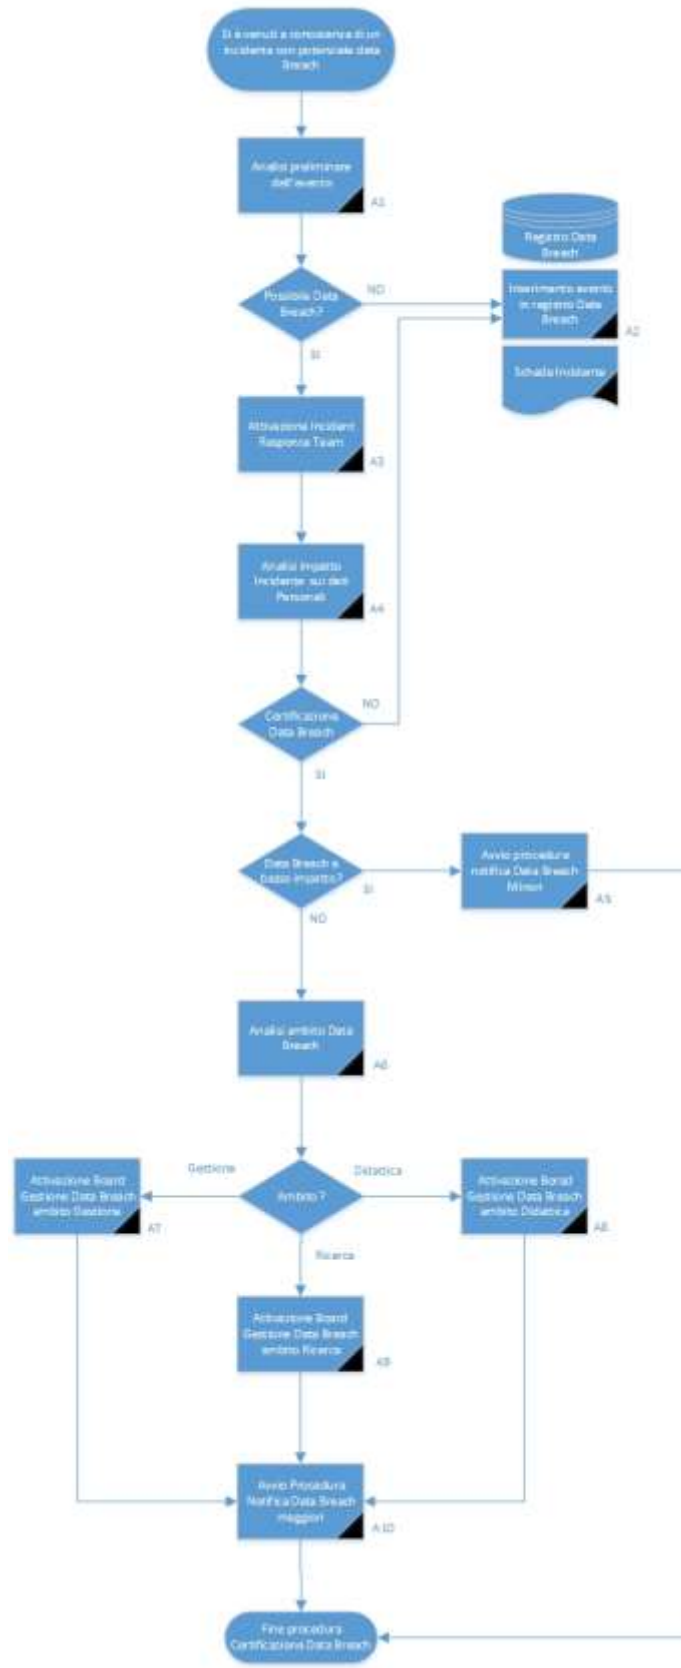 Si è venuti a conoscenza di un
incidente con potenziale data
Breach
Analisi preliminare
dell'evento
A1
Possibile Data
Breach?
NO
SI
Registro Data
Breach
Inserimento evento
in registro Data
Breach
A2
Scheda Incidente
Attivazione Incident
Response Team
A3
Analisi Impatto
Incidente sui dati
Personali
A4
Certificazione
Data Breach
NO
SI
Data Breach a
basso impatto?
SI
NO
Avvio procedure
notifica Data Breach
Minori
A5
Analisi ambito Data
Breach
A6
Ambito?
Gestione
Didattica
Ricerca
Attivazione Board
Gestione Data Breach
ambito Gestione
A7
Attivazione Borad
Gestione Data Breach
ambito Didattica
A8
Attivazione Board
Gestione Data Breach
ambito Ricerca
A9
Avvio Procedura
Notifica Data Breach
maggiori
A10
Fine procedura
Certificazione Data Breach